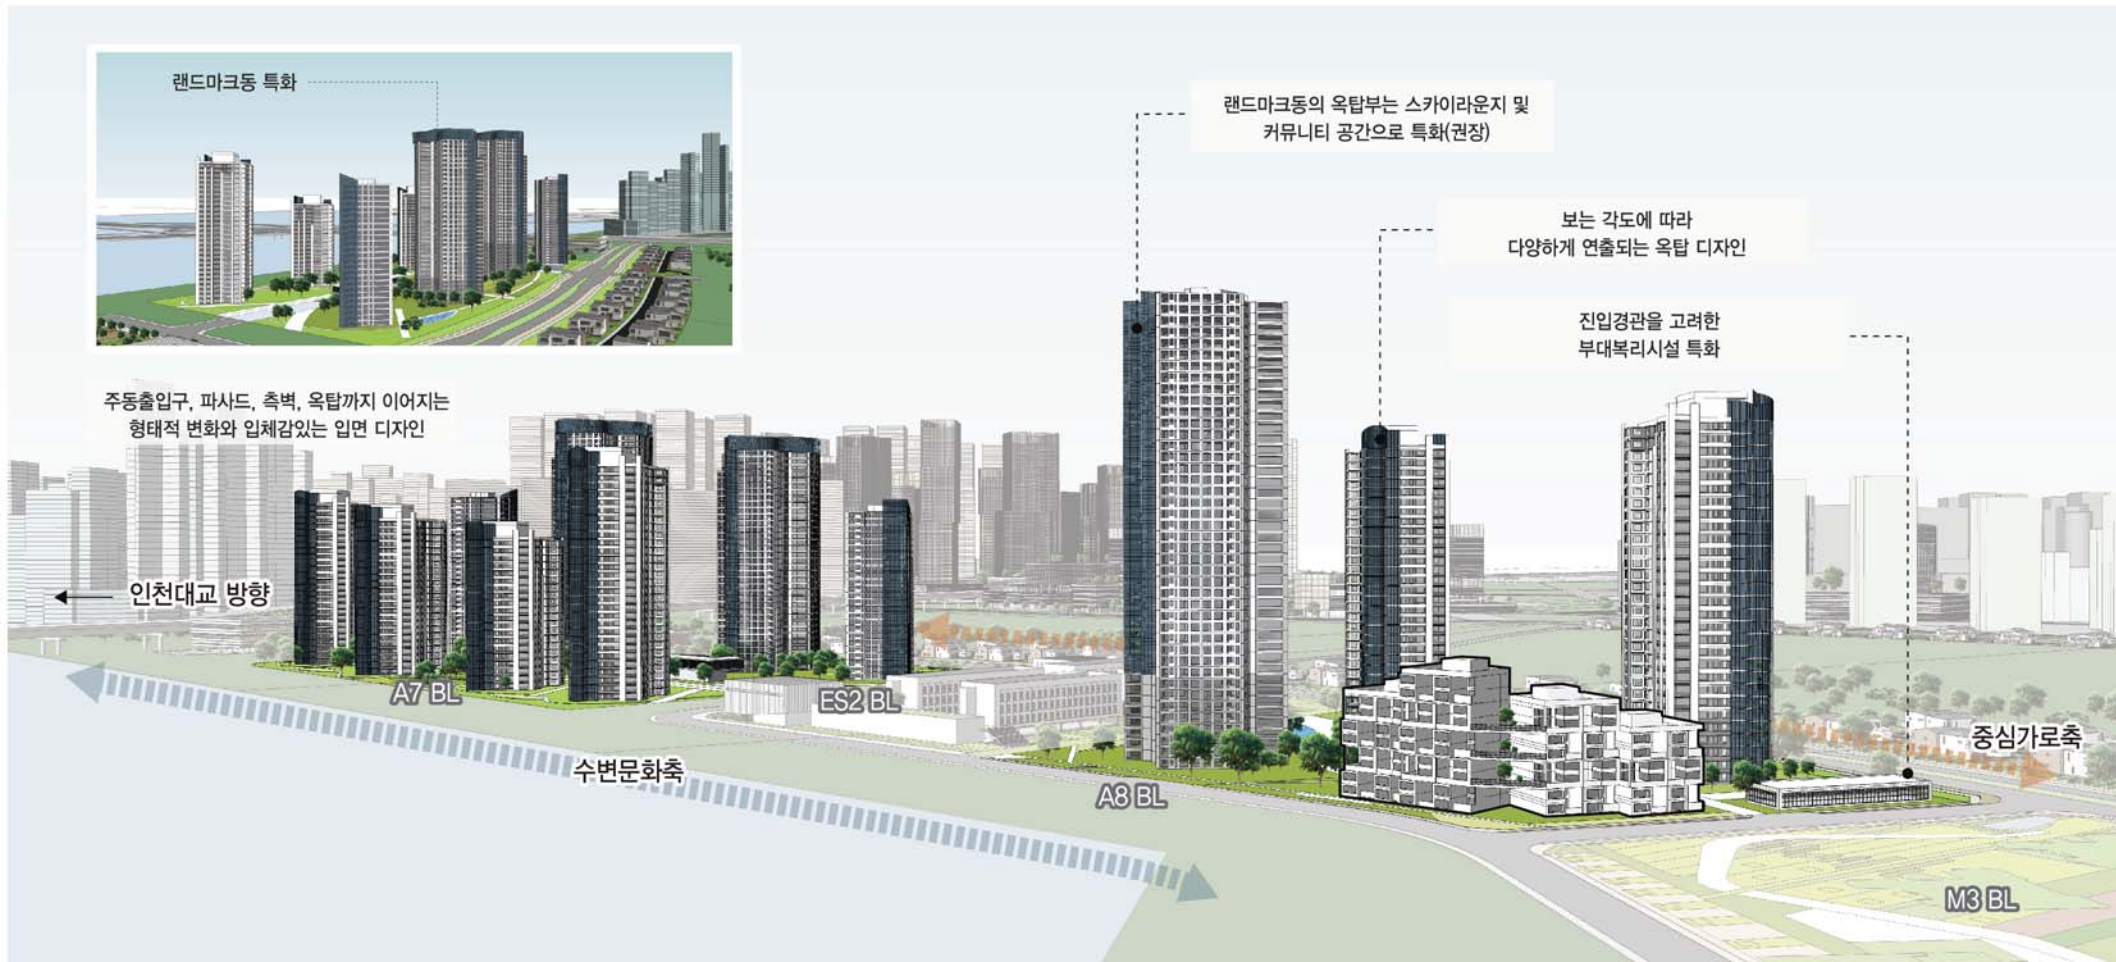 랜드마크동 특화
랜드마크동의 옥탑부는 스카이라운지 및
커뮤니티 공간으로 특화(권장)
보는 각도에 따라
다양하게 연출되는 옥탑 디자인
진입경관을 고려한
부대복리시설 특화
주동출입구, 파사드, 측벽, 옥탑까지 이어지는
형태적 변화와 입체감있는 입면 디자인
인천대교 방향
A7 BL
ES2 BL
수변문화축
A8 BL
중심가로축
M3 BL